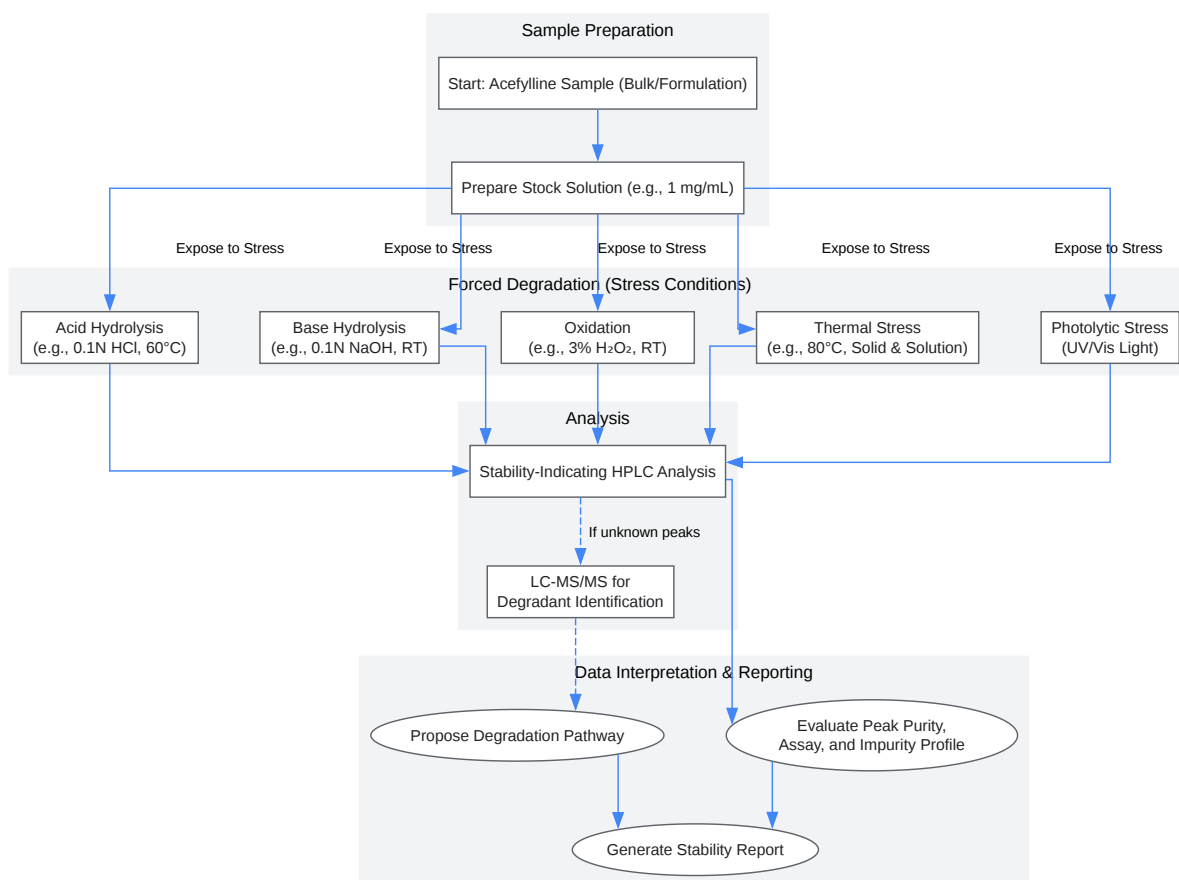 Sample Preparation
Start: Acefylline Sample (Bulk/Formulation)
Prepare Stock Solution (e.g., 1 mg/mL)
Expose to Stress
Expose to Stress
Expose to Stress
Expose to Stress
Expose to Stress
Forced Degradation (Stress Conditions)
Acid Hydrolysis
(e.g., 0.1N HCl, 60°C)
Base Hydrolysis
(e.g., 0.1N NaOH, RT)
Oxidation
(e.g., 3% H₂O₂, RT)
Thermal Stress
(e.g., 80°C, Solid & Solution)
Photolytic Stress
(UV/Vis Light)
Analysis
Stability-Indicating HPLC Analysis
If unknown peaks
LC-MS/MS for
Degradant Identification
Data Interpretation & Reporting
Propose Degradation Pathway
Evaluate Peak Purity,
Assay, and Impurity Profile
Generate Stability Report